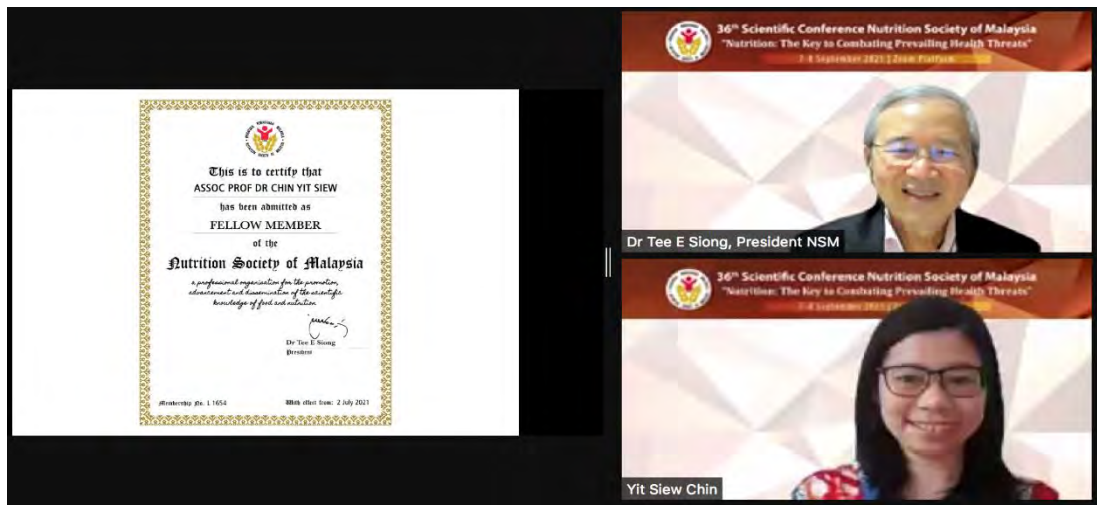 This is to certify that
ASSOC PROF DR CHIN YIT SIEW
has been admitted as
FELLOW MEMBER
of the
Nutrition Society of Malaysia
a professional organisation for the promotion,
advancement and dissemination of the scientific
knowledge of food and nutrition
Dr Tee E Siong
President
Membership No. L 1654
With effect from: 2 July 2021
36th Scientific Conference Nutrition Society of Malaysia
"Nutrition: The Key to Combating Prevailing Health Threats"
7-8 September 2021 | Zoom Platform
Dr Tee E Siong, President NSM
36th Scientific Conference Nutrition Society of Malaysia
"Nutrition: The Key to Combating Prevailing Health Threats"
7-8 September 2021
Yit Siew Chin